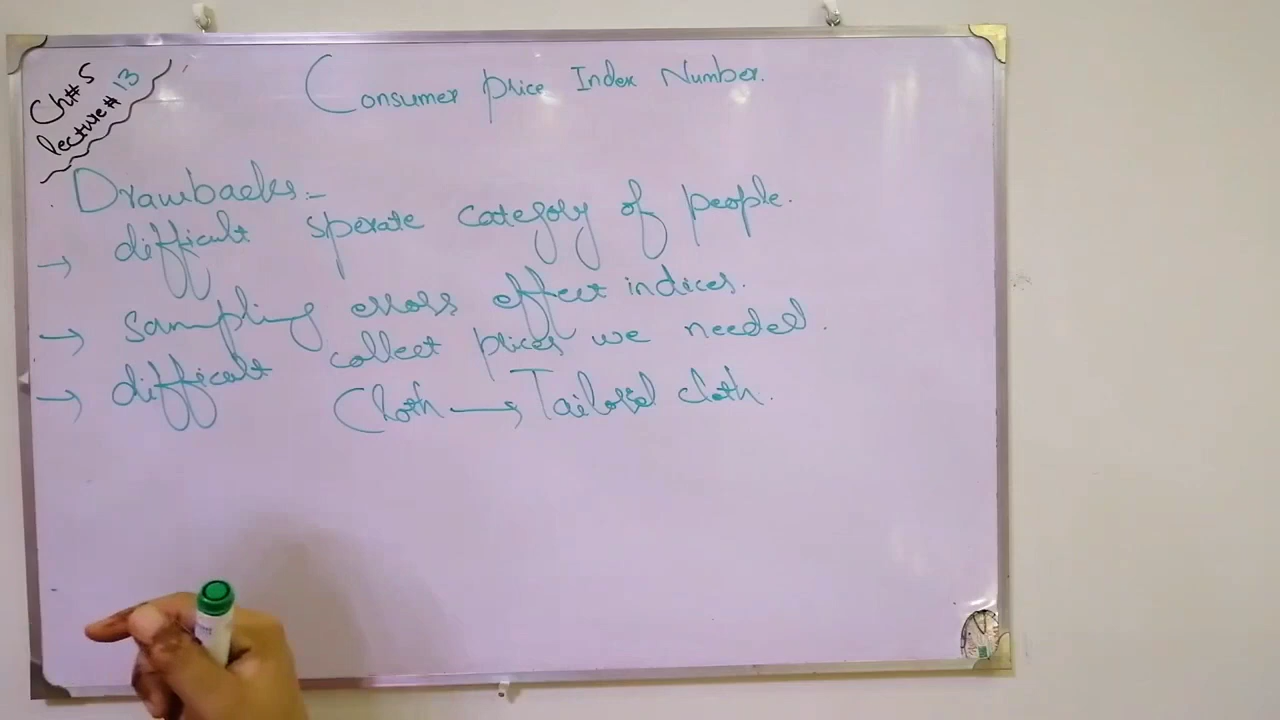 Ch# 5
lecture# 13
Consumer price Index Number.
Drawbacks:-
→ difficult sperate category of people.
→ Sampling errors effect indices.
→ difficult collect prices we needed.
Cloth → Tailored cloth.